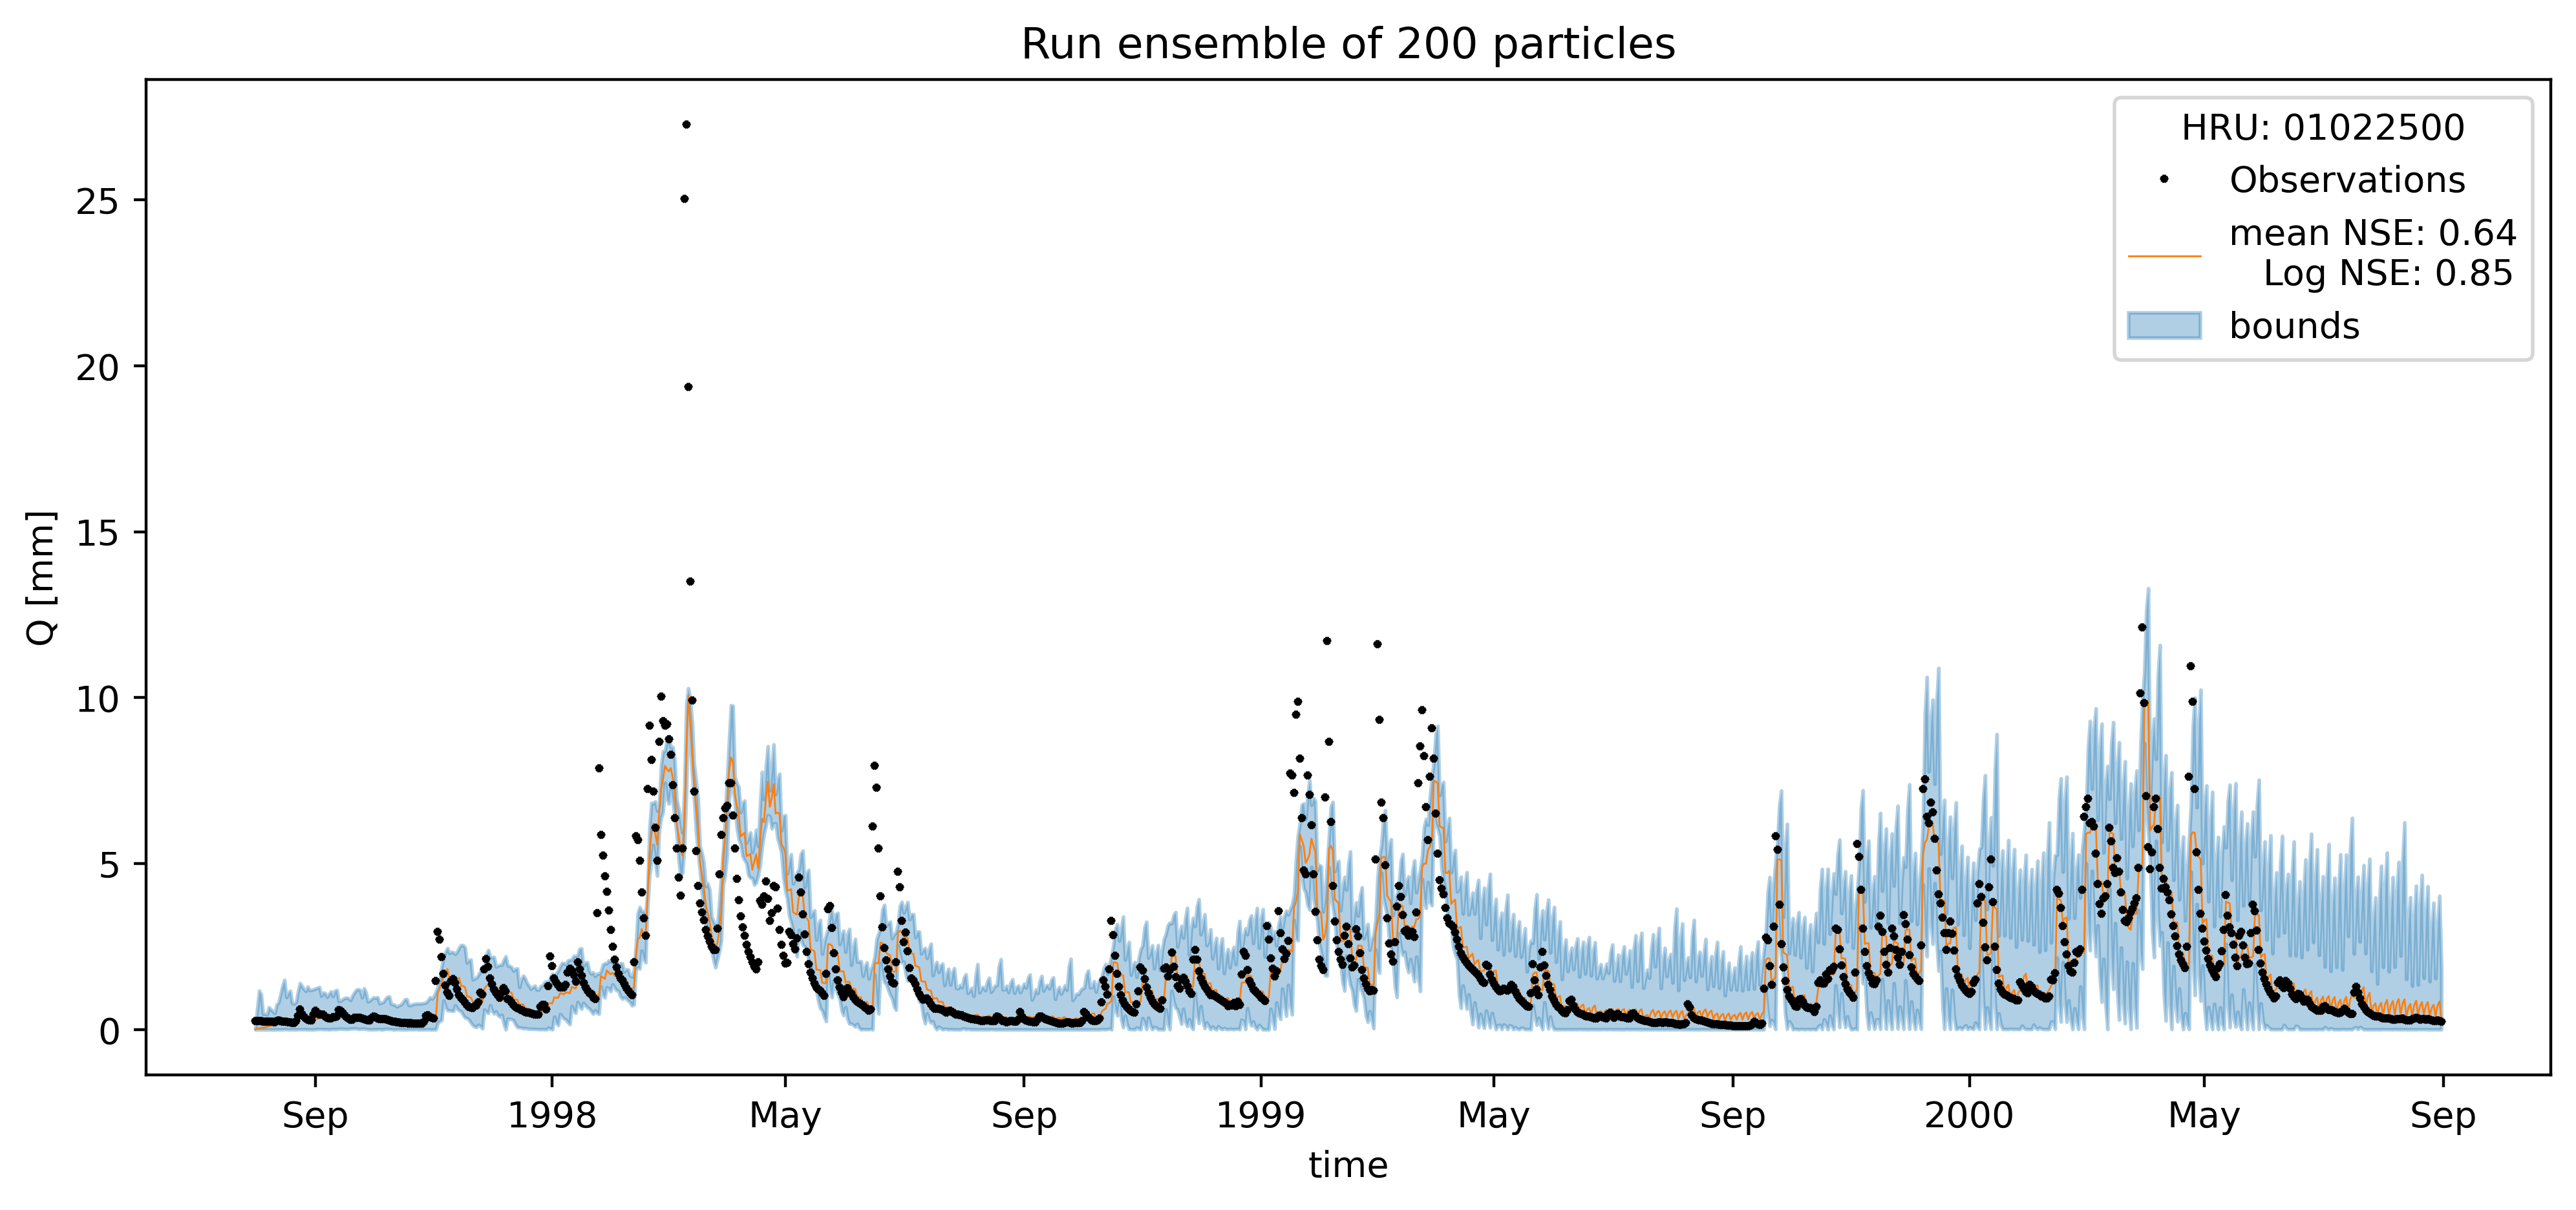 Run ensemble of 200 particles
HRU: 01022500
Observations
mean NSE: 0.64
Log NSE: 0.85
bounds
Q [mm]
25
20
15
10
5
0
Sep 1998 May Sep 1999 May Sep 2000 May Sep
time